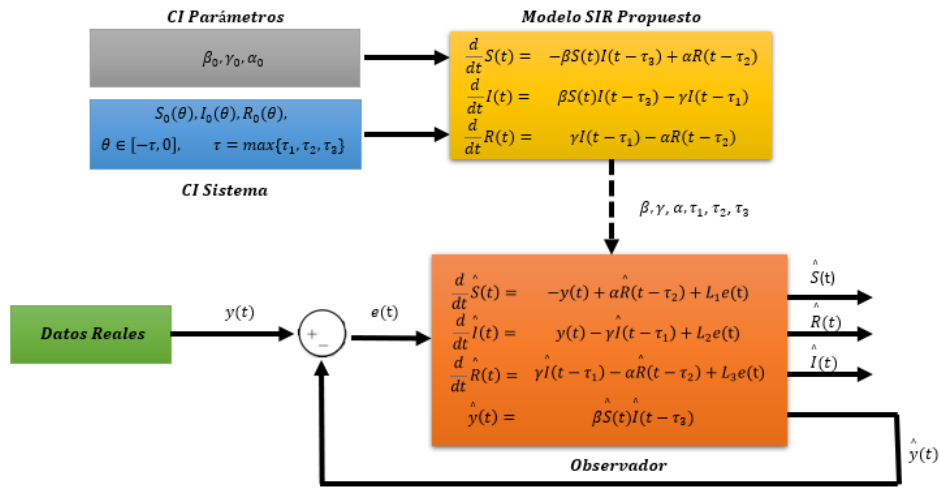 CI Parámetros
β₀, γ₀, α₀
S₀(θ), I₀(θ), R₀(θ),
θ ∈ [−τ, 0], τ = max{τ₁, τ₂, τ₃}
CI Sistema
Modelo SIR Propuesto
d/dt S(t) = −βS(t)I(t − τ₃) + αR(t − τ₂)
d/dt I(t) = βS(t)I(t − τ₃) − γI(t − τ₁)
d/dt R(t) = γI(t − τ₁) − αR(t − τ₂)
β, γ, α, τ₁, τ₂, τ₃
Datos Reales
y(t)
+
−
e(t)
d/dt Ŝ(t) = −y(t) + αR̂(t − τ₂) + L₁e(t)
d/dt Î(t) = y(t) − γÎ(t − τ₁) + L₂e(t)
d/dt R̂(t) = γÎ(t − τ₁) − αR̂(t − τ₂) + L₃e(t)
ŷ(t) = βŜ(t)Î(t − τ₃)
Observador
Ŝ(t)
R̂(t)
Î(t)
ŷ(t)